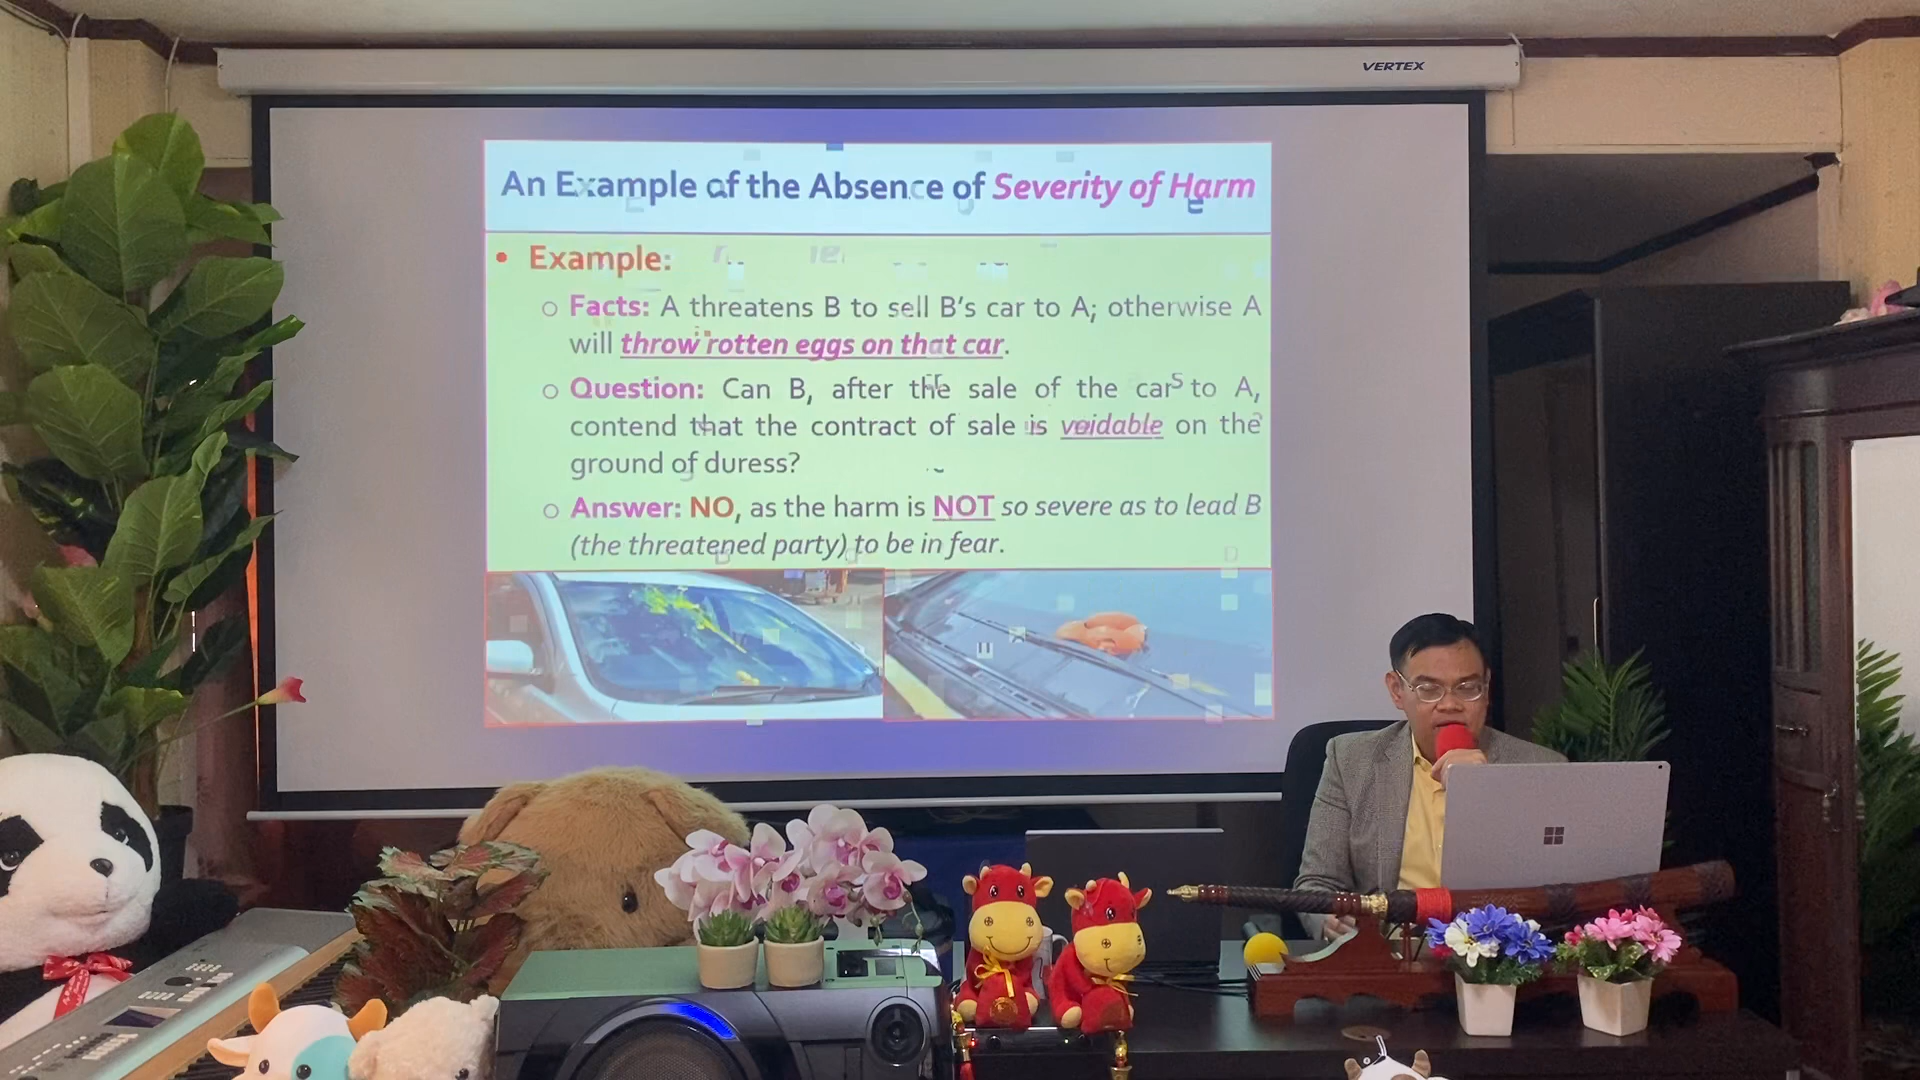 VERTEX
An Example of the Absence of Severity of Harm
• Example:
o Facts: A threatens B to sell B's car to A; otherwise A
will throw rotten eggs on that car.
o Question: Can B, after the sale of the car to A,
contend that the contract of sale is voidable on the
ground of duress?
o Answer: NO, as the harm is NOT so severe as to lead B
(the threatened party) to be in fear.